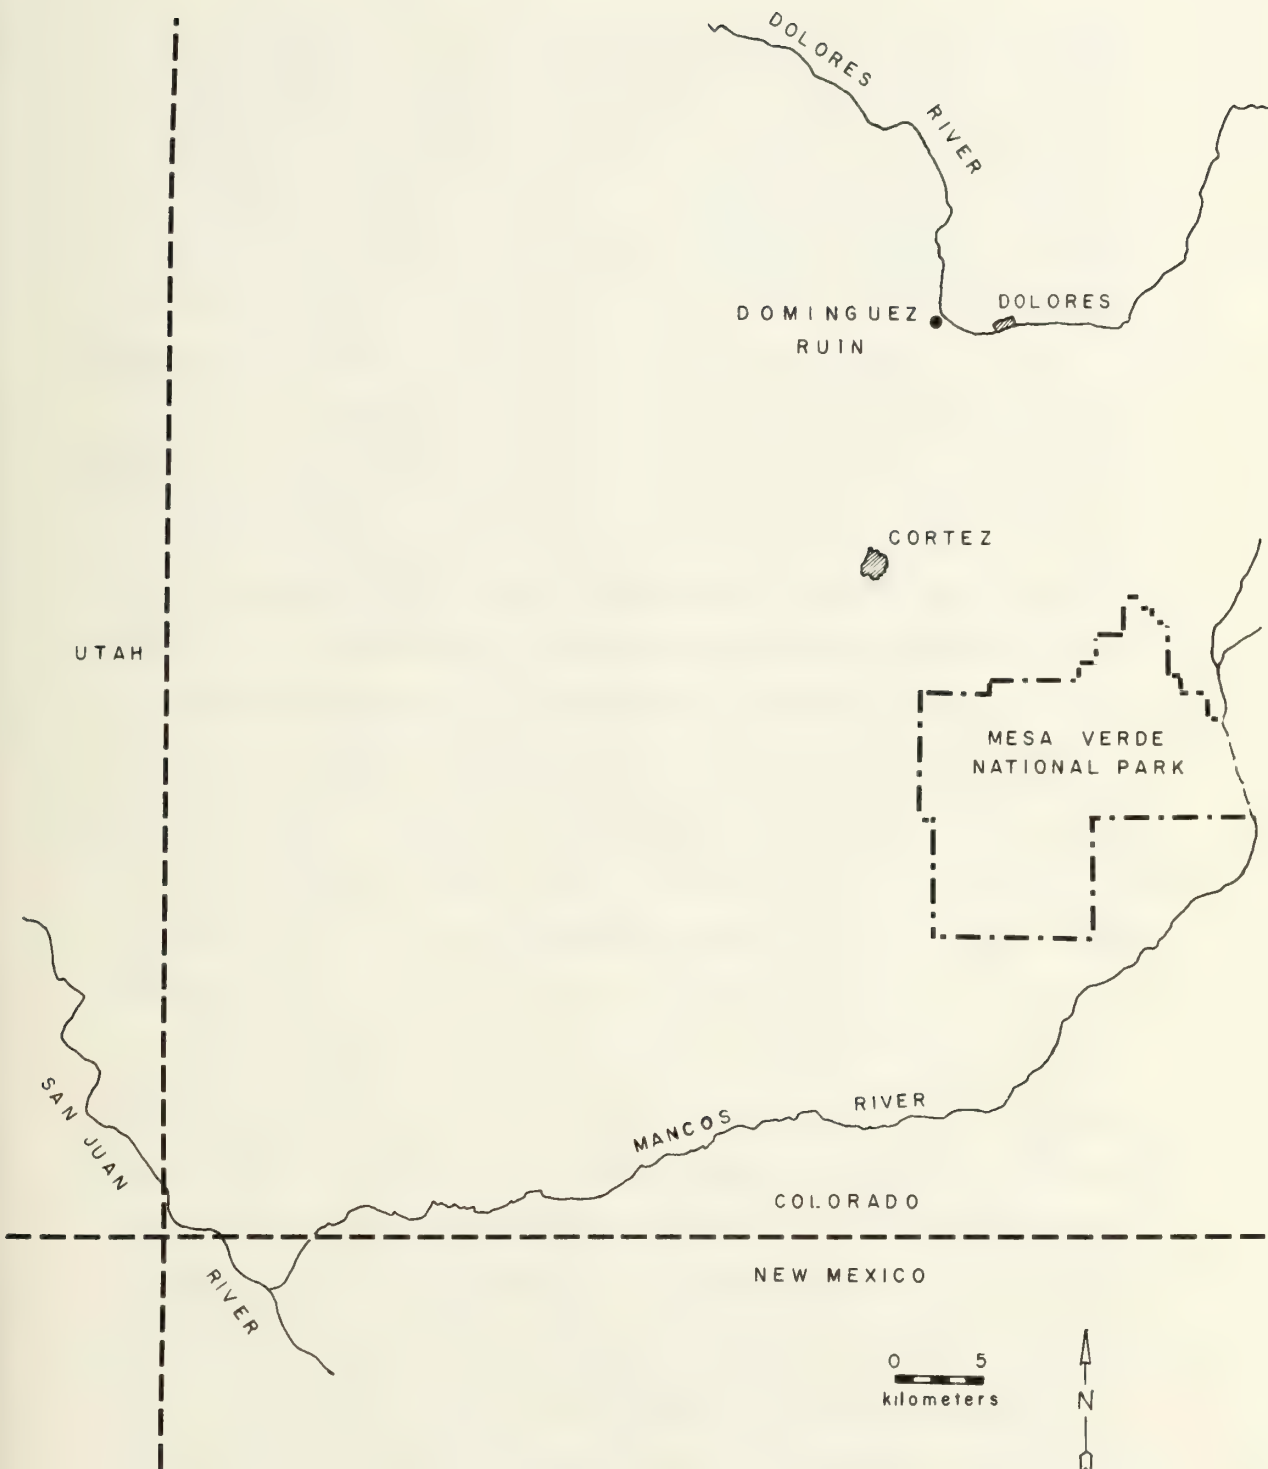 DOLORES
RIVER
DOLORES
DOMINGUEZ
RUIN
CORTEZ
UTAH
MESA VERDE
NATIONAL PARK
SAN JUAN
RIVER
MANCOS RIVER
COLORADO
NEW MEXICO
0 5
kilometers
N